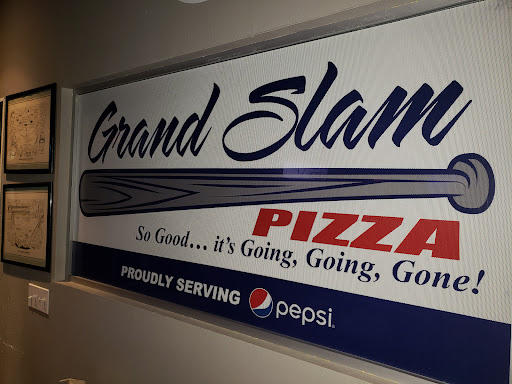 Grand Slam
PIZZA
So Good... it's Going, Going, Gone!
PROUDLY SERVING pepsi